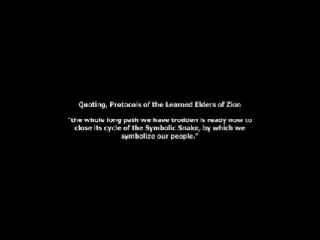 Quoting, Protocols of the Learned Elders of Zion
"the whole long path we have trodden is ready now to
close its cycle of the Symbolic Snake, by which we
symbolize our people."